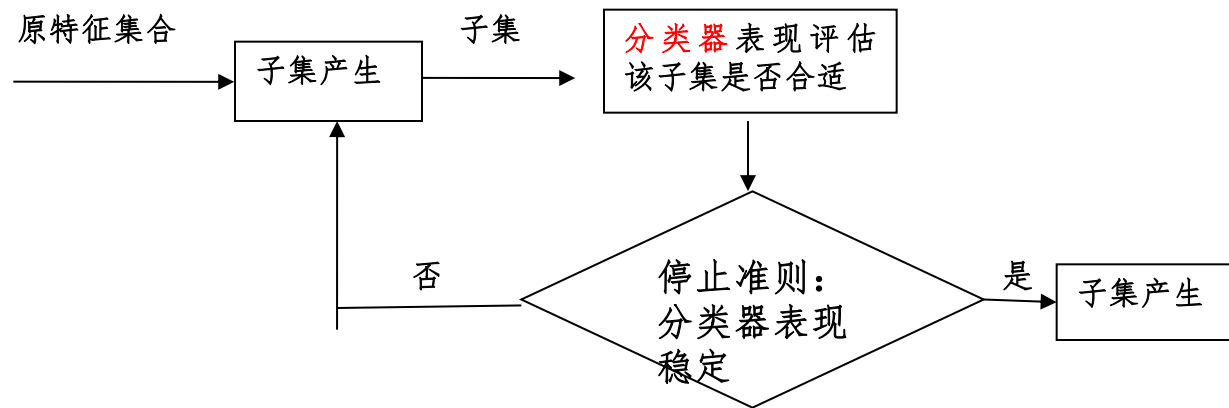 原特征集合
子集产生
子集
分类器表现评估
该子集是否合适
停止准则：
分类器表现
稳定
否
是
子集产生